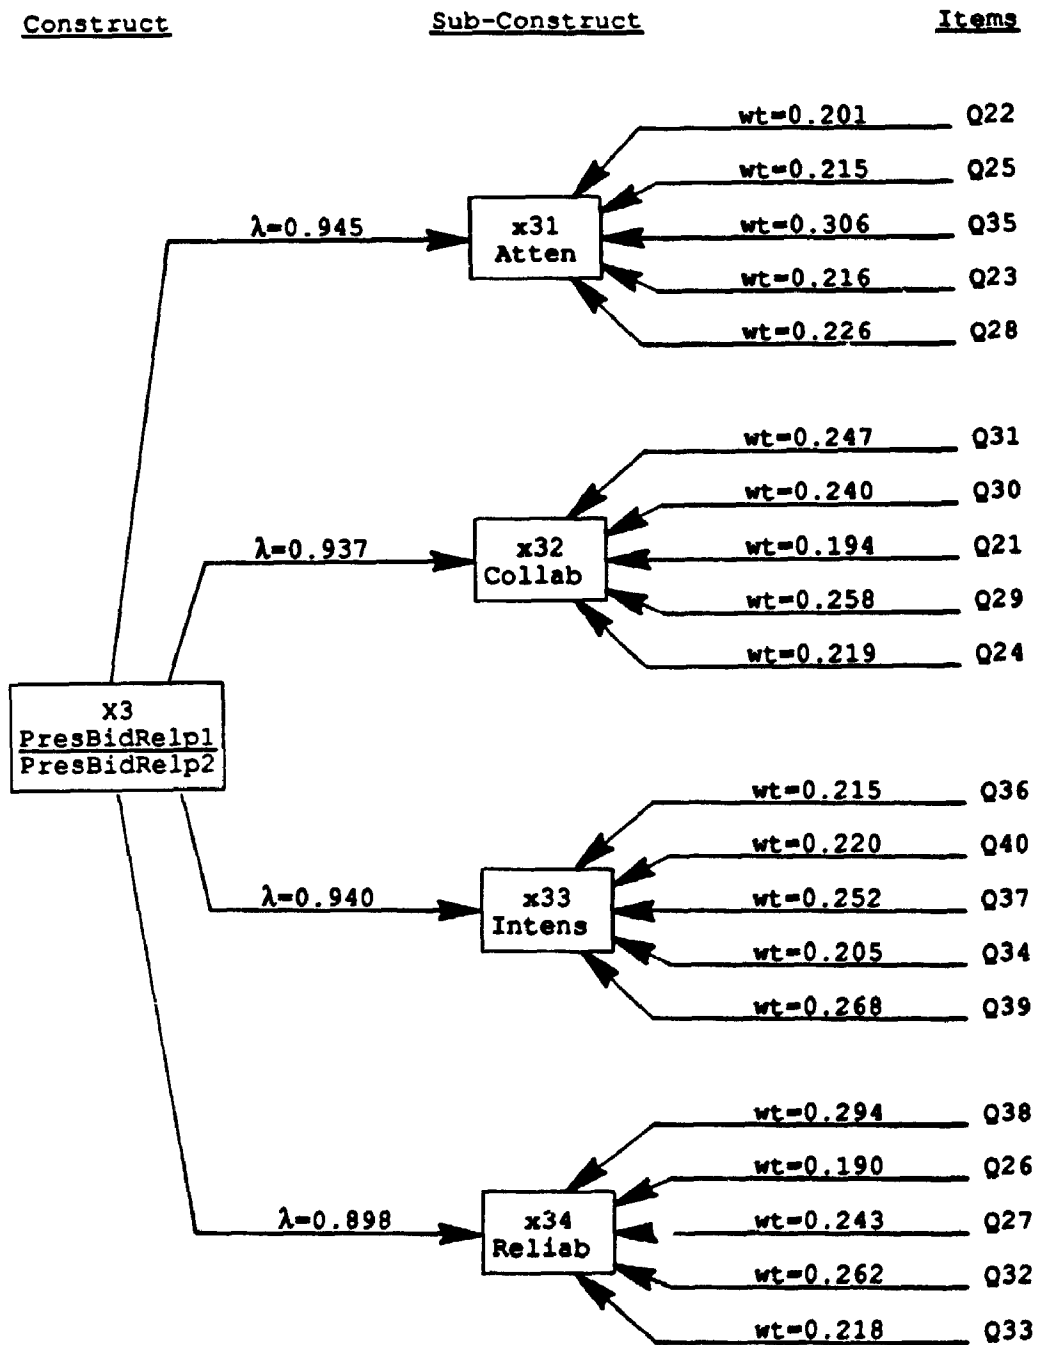 Construct Sub-Construct Items
wt=0.201 Q22
wt=0.215 Q25
λ=0.945 x31 wt=0.306 Q35
Atten
wt=0.216 Q23
wt=0.226 Q28
wt=0.247 Q31
wt=0.240 Q30
λ=0.937 x32 wt=0.194 Q21
Collab
wt=0.258 Q29
wt=0.219 Q24
X3
PresBidRelp1
PresBidRelp2
wt=0.215 Q36
wt=0.220 Q40
λ=0.940 x33 wt=0.252 Q37
Intens
wt=0.205 Q34
wt=0.268 Q39
wt=0.294 Q38
wt=0.190 Q26
λ=0.898 x34 wt=0.243 Q27
Reliab
wt=0.262 Q32
wt=0.218 Q33